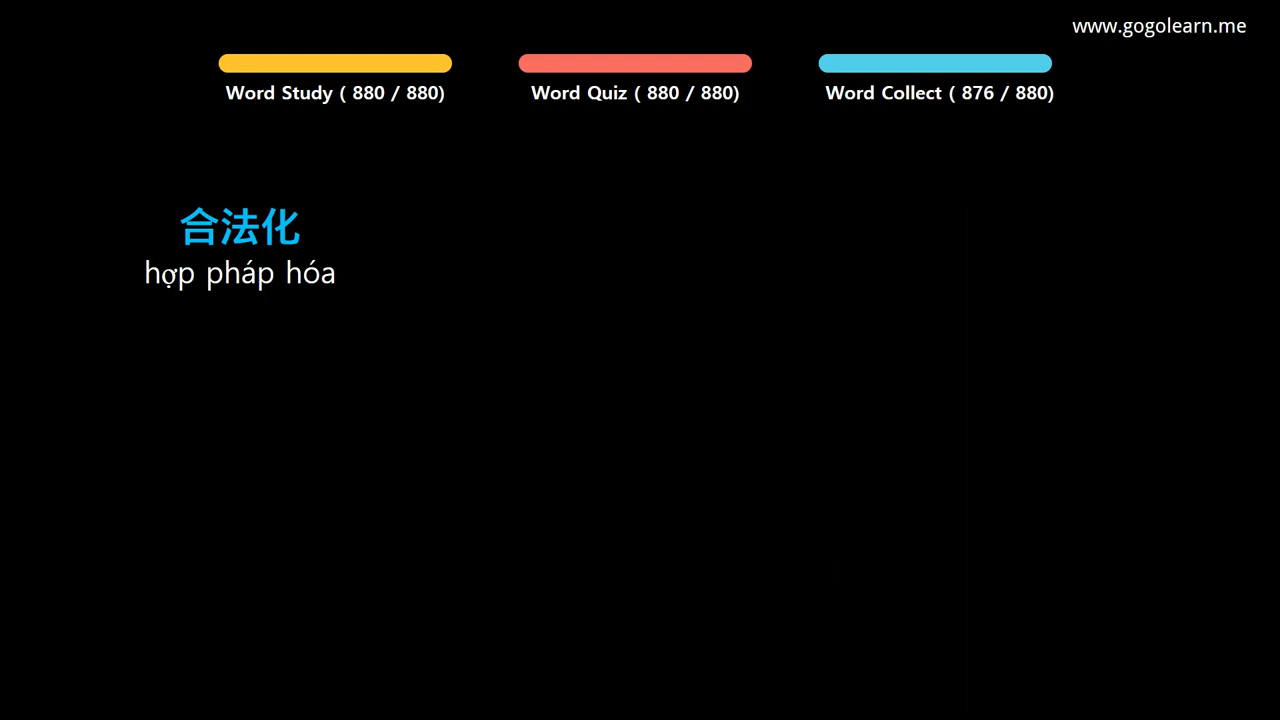 www.gogolearn.me
Word Study ( 880 / 880)
Word Quiz ( 880 / 880)
Word Collect ( 876 / 880)
合法化
hợp pháp hóa